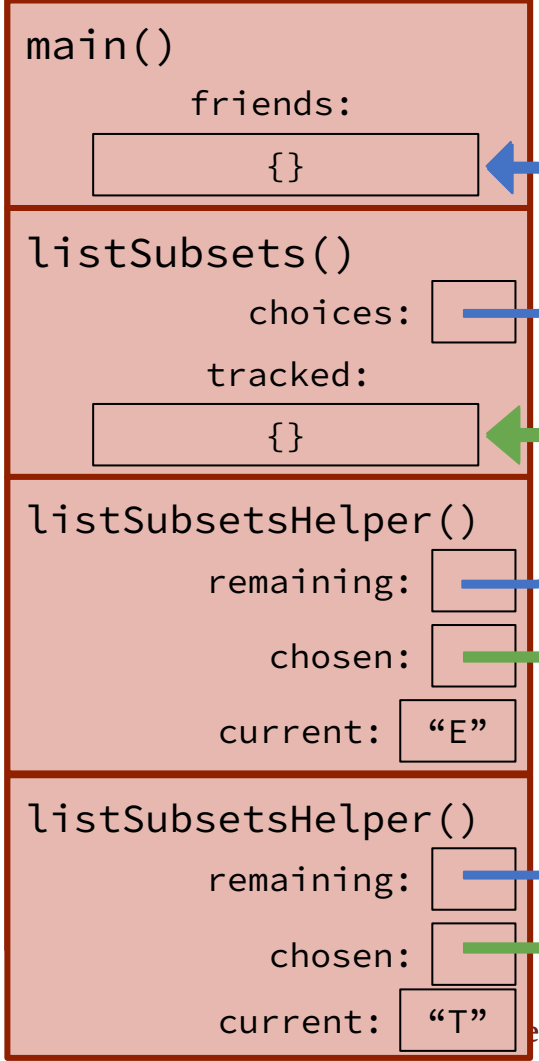 main()
friends:
{}
listSubsets()
choices:
tracked:
{}
listSubsetsHelper()
remaining:
chosen:
current: “E”
listSubsetsHelper()
remaining:
chosen:
current: “T”